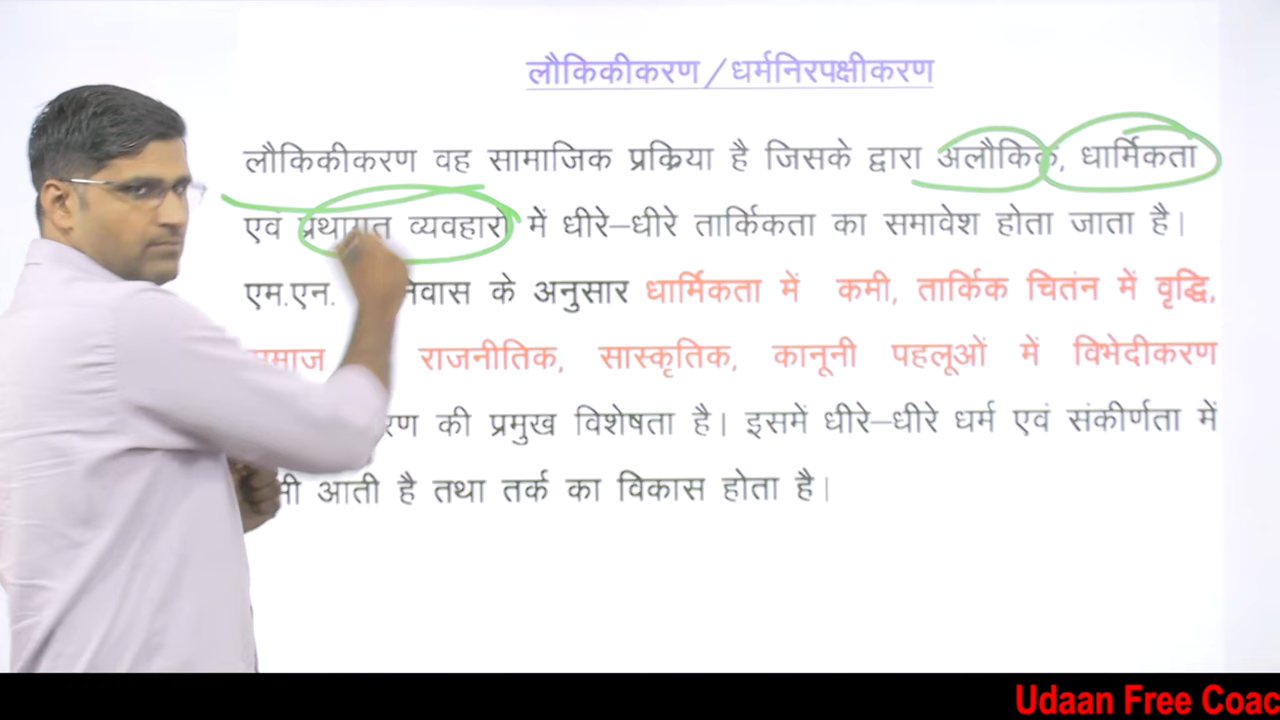 लौकिकीकरण/धर्मनिरपक्षीकरण
लौकिकीकरण वह सामाजिक प्रक्रिया है जिसके द्वारा अलौकिक, धार्मिकता
एवं प्रथागत व्यवहारों में धीरे–धीरे तार्किकता का समावेश होता जाता है।
एम.एन. के अनुसार धार्मिकता में कमी, तार्किक चितंन में वृद्धि,
राजनीतिक, सास्कृतिक, कानूनी पहलूओं में विभेदीकरण
की प्रमुख विशेषता है। इसमें धीरे–धीरे धर्म एवं संकीर्णता में
आती है तथा तर्क का विकास होता है।
Udaan Free Coac